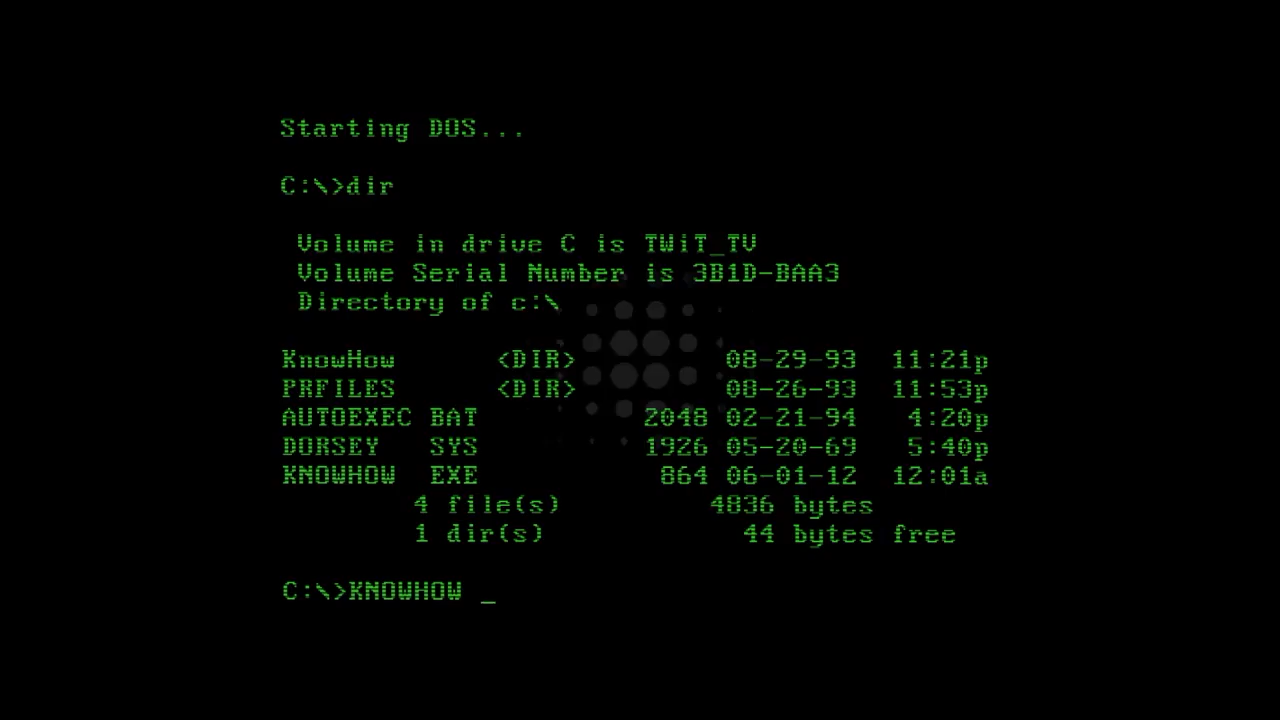 Starting DOS...
C:\>dir
Volume in drive C is TWiT_TV
Volume Serial Number is 3B1D-BAA3
Directory of c:\
KnowHow <DIR> 08-29-93 11:21p
PRFILES <DIR> 08-26-93 11:53p
AUTOEXEC BAT 2048 02-21-94 4:20p
DORSEY SYS 1926 05-20-69 5:40p
KNOWHOW EXE 864 06-01-12 12:01a
4 file(s) 4836 bytes
1 dir(s) 44 bytes free
C:\>KNOWHOW _